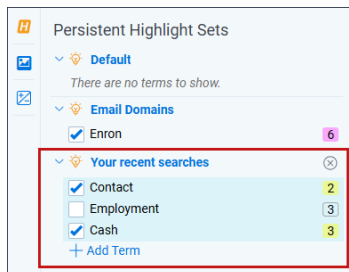 H
Persistent Highlight Sets
Default
There are no terms to show.
Email Domains
Enron 6
Your recent searches
Contact 2
Employment 3
Cash 3
+ Add Term